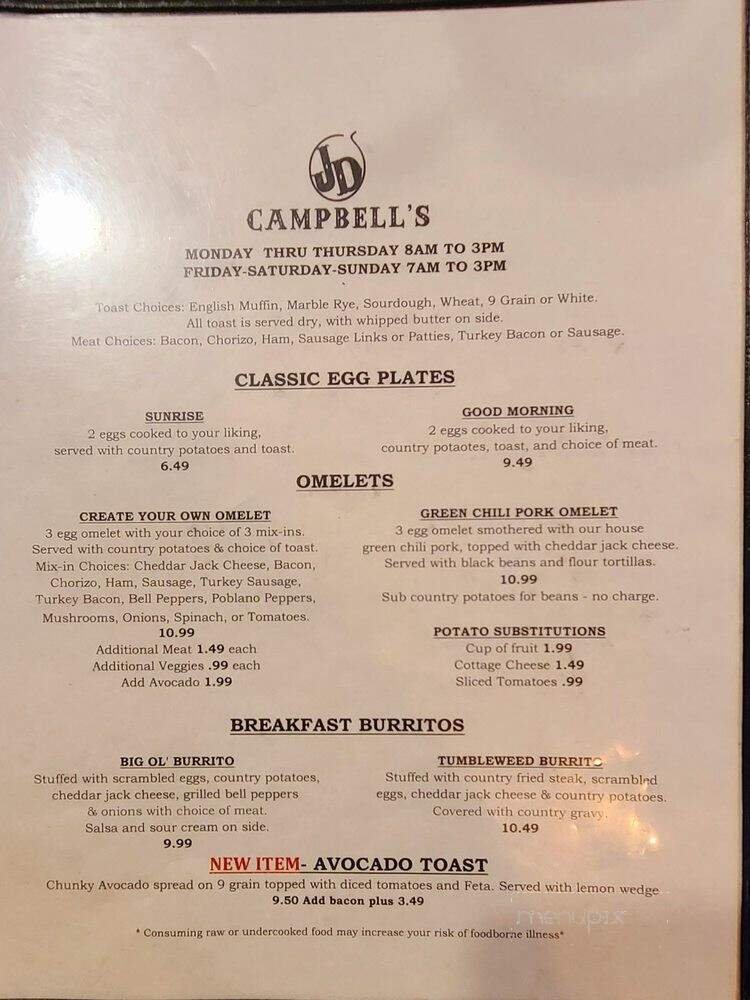 JD
CAMPBELL'S
MONDAY THRU THURSDAY 8AM TO 3PM
FRIDAY-SATURDAY-SUNDAY 7AM TO 3PM
Toast Choices: English Muffin, Marble Rye, Sourdough, Wheat, 9 Grain or White.
All toast is served dry, with whipped butter on side.
Meat Choices: Bacon, Chorizo, Ham, Sausage Links or Patties, Turkey Bacon or Sausage.
CLASSIC EGG PLATES
SUNRISE
2 eggs cooked to your liking,
served with country potatoes and toast.
6.49
GOOD MORNING
2 eggs cooked to your liking,
country potaotes, toast, and choice of meat.
9.49
OMELETS
CREATE YOUR OWN OMELET
3 egg omelet with your choice of 3 mix-ins.
Served with country potatoes & choice of toast.
Mix-in Choices: Cheddar Jack Cheese, Bacon,
Chorizo, Ham, Sausage, Turkey Sausage,
Turkey Bacon, Bell Peppers, Poblano Peppers,
Mushrooms, Onions, Spinach, or Tomatoes.
10.99
Additional Meat 1.49 each
Additional Veggies .99 each
Add Avocado 1.99
GREEN CHILI PORK OMELET
3 egg omelet smothered with our house
green chili pork, topped with cheddar jack cheese.
Served with black beans and flour tortillas.
10.99
Sub country potatoes for beans - no charge.
POTATO SUBSTITUTIONS
Cup of fruit 1.99
Cottage Cheese 1.49
Sliced Tomatoes .99
BREAKFAST BURRITOS
BIG OL' BURRITO
Stuffed with scrambled eggs, country potatoes,
cheddar jack cheese, grilled bell peppers
& onions with choice of meat.
Salsa and sour cream on side.
9.99
TUMBLEWEED BURRITO
Stuffed with country fried steak, scrambled
eggs, cheddar jack cheese & country potatoes.
Covered with country gravy.
10.49
NEW ITEM- AVOCADO TOAST
Chunky Avocado spread on 9 grain topped with diced tomatoes and Feta. Served with lemon wedge
9.50 Add bacon plus 3.49
menupix
* Consuming raw or undercooked food may increase your risk of foodborne illness*